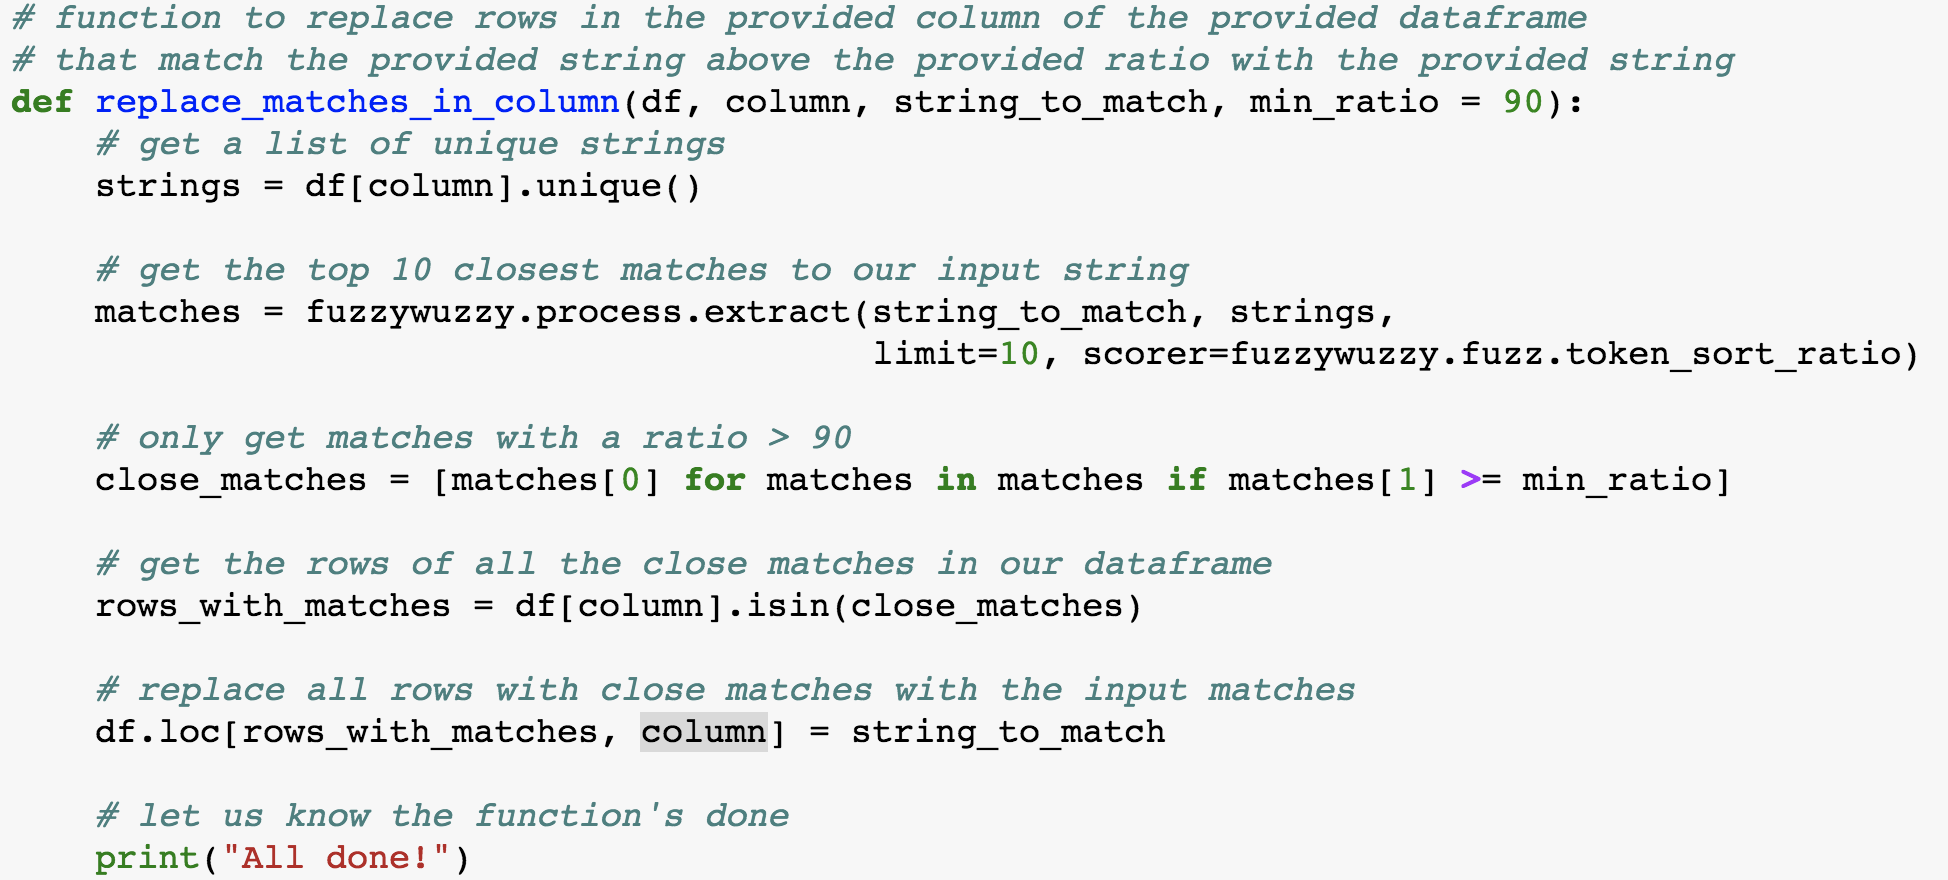 # function to replace rows in the provided column of the provided dataframe
# that match the provided string above the provided ratio with the provided string
def replace_matches_in_column(df, column, string_to_match, min_ratio = 90):
    # get a list of unique strings
    strings = df[column].unique()

    # get the top 10 closest matches to our input string
    matches = fuzzywuzzy.process.extract(string_to_match, strings,
                                         limit=10, scorer=fuzzywuzzy.fuzz.token_sort_ratio)

    # only get matches with a ratio > 90
    close_matches = [matches[0] for matches in matches if matches[1] >= min_ratio]

    # get the rows of all the close matches in our dataframe
    rows_with_matches = df[column].isin(close_matches)

    # replace all rows with close matches with the input matches
    df.loc[rows_with_matches, column] = string_to_match

    # let us know the function's done
    print("All done!")